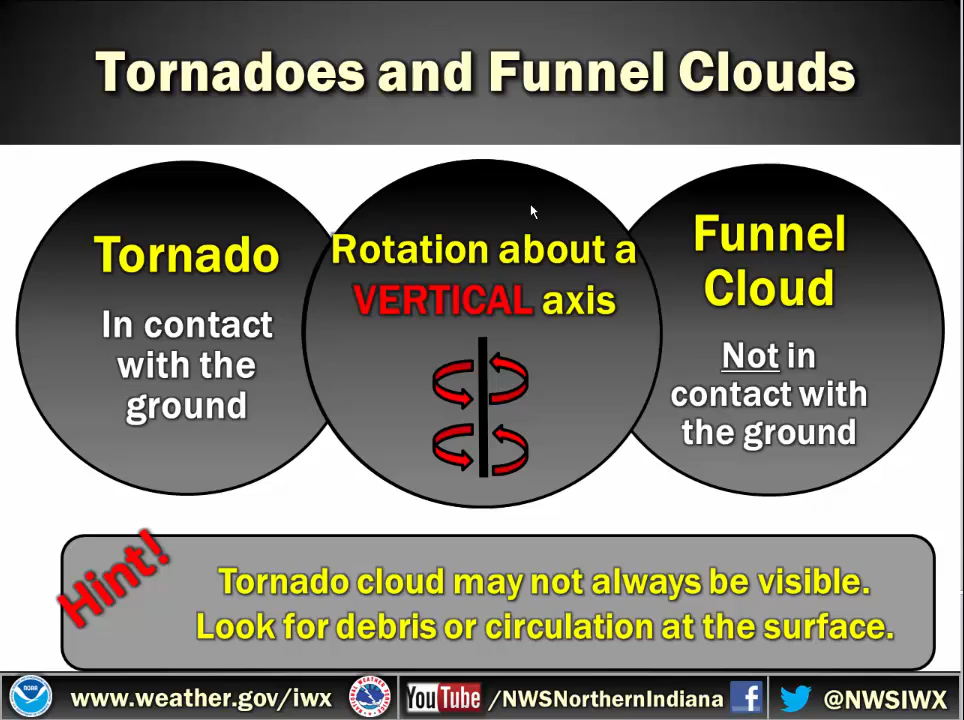 Tornadoes and Funnel Clouds
Tornado
In contact
with the
ground
Rotation about a
VERTICAL axis
Funnel
Cloud
Not in
contact with
the ground
Hint!
Tornado cloud may not always be visible.
Look for debris or circulation at the surface.
www.weather.gov/iwx
YouTube /NWSNorthernIndiana
@NWSIWX